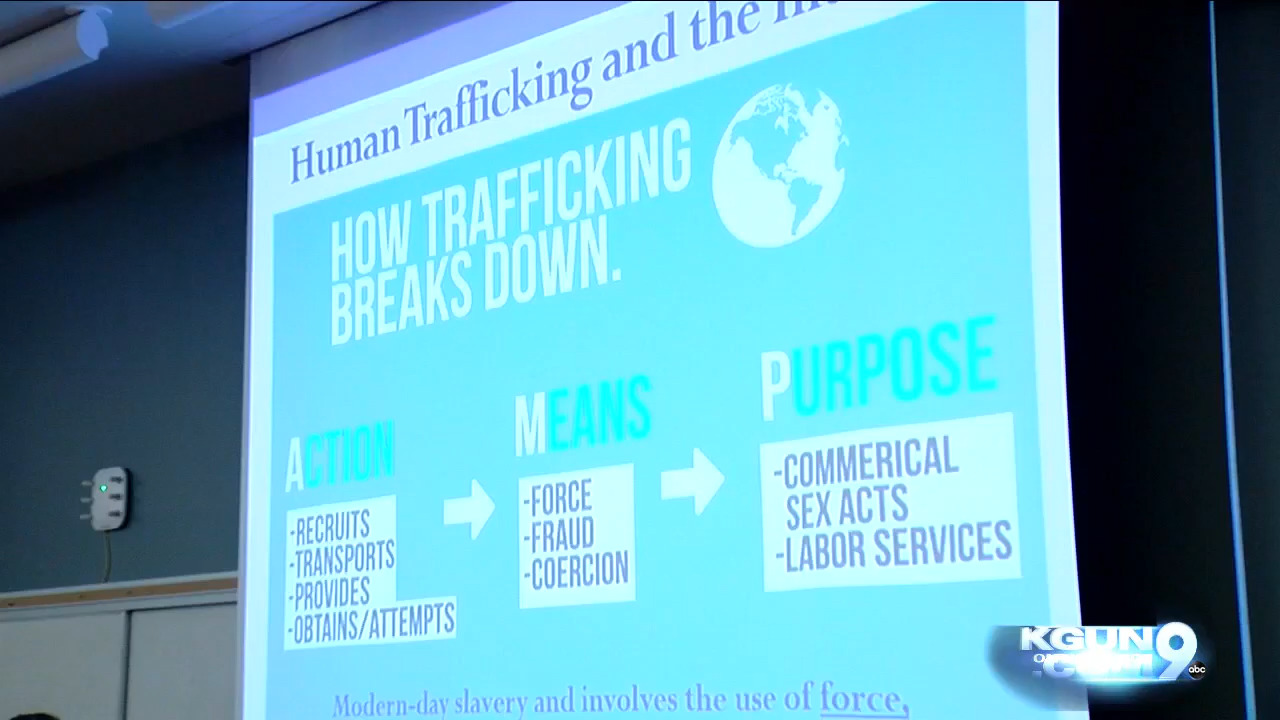 Human Trafficking and the
HOW TRAFFICKING
BREAKS DOWN.
ACTION
-RECRUITS
-TRANSPORTS
-PROVIDES
-OBTAINS/ATTEMPTS
MEANS
-FORCE
-FRAUD
-COERCION
PURPOSE
-COMMERICAL
SEX ACTS
-LABOR SERVICES
Modern-day slavery and involves the use of force,
KGUN9
abc